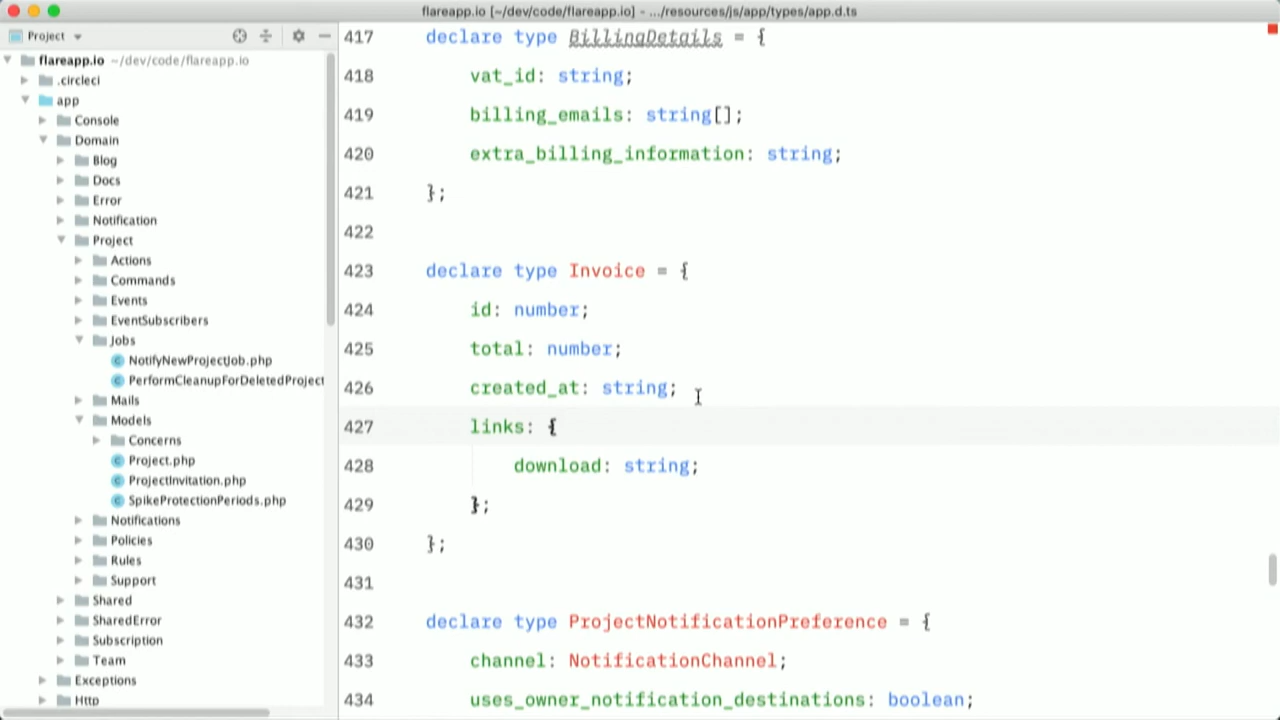 flareapp.io [~/dev/code/flareapp.io] - .../resources/js/app/types/app.d.ts
Project
flareapp.io ~/dev/code/flareapp.io
.circleci
app
Console
Domain
Blog
Docs
Error
Notification
Project
Actions
Commands
Events
EventSubscribers
Jobs
NotifyNewProjectJob.php
PerformCleanupForDeletedProject
Mails
Models
Concerns
Project.php
ProjectInvitation.php
SpikeProtectionPeriods.php
Notifications
Policies
Rules
Support
Shared
SharedError
Subscription
Team
Exceptions
Http
417 declare type BillingDetails = {
418 vat_id: string;
419 billing_emails: string[];
420 extra_billing_information: string;
421 };
422
423 declare type Invoice = {
424 id: number;
425 total: number;
426 created_at: string;
427 links: {
428 download: string;
429 };
430 };
431
432 declare type ProjectNotificationPreference = {
433 channel: NotificationChannel;
434 uses_owner_notification_destinations: boolean;